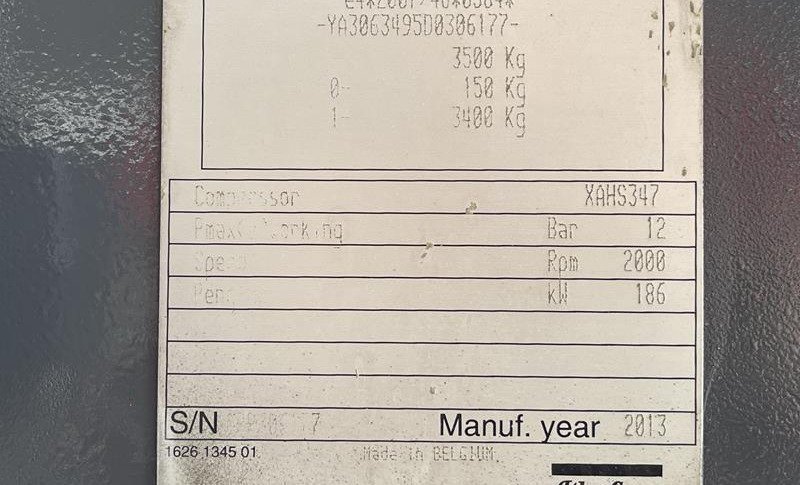 -YA3063495D0306177-
3500 Kg
0- 150 Kg
1- 3400 Kg
Compressor XAHS347
Bar 12
Rpm 2000
kW 186
S/N Manuf. year 2013
1626 1345 01 Made in BELGIUM